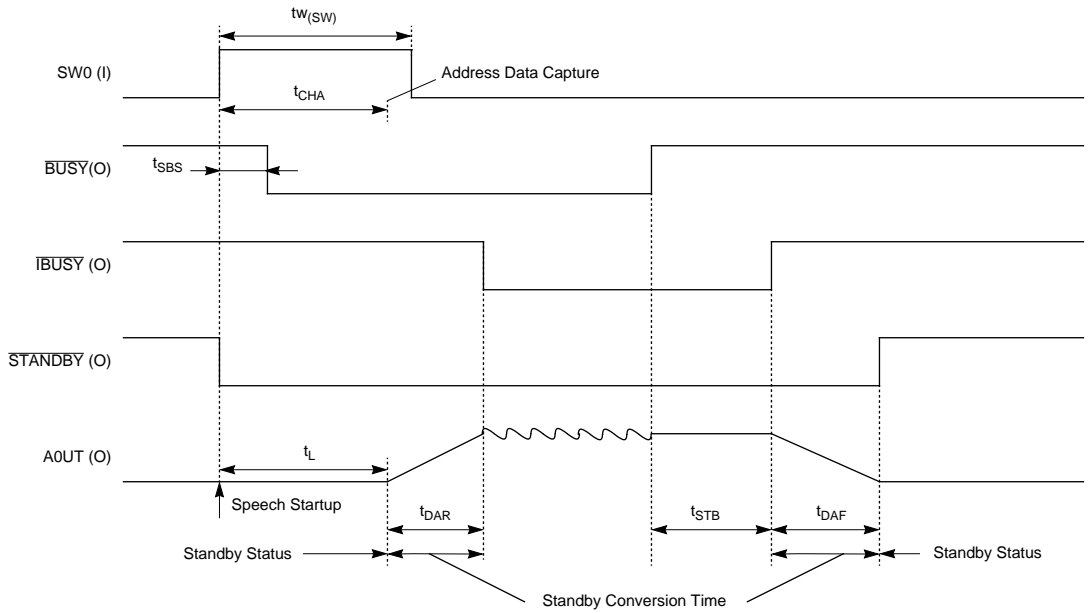 tw(SW)
SW0 (I)
Address Data Capture
tCHA
BUSY(O)
tSBS
IBUSY (O)
STANDBY (O)
A0UT (O)
tL
Speech Startup
tDAR
tSTB
tDAF
Standby Status
Standby Status
Standby Conversion Time